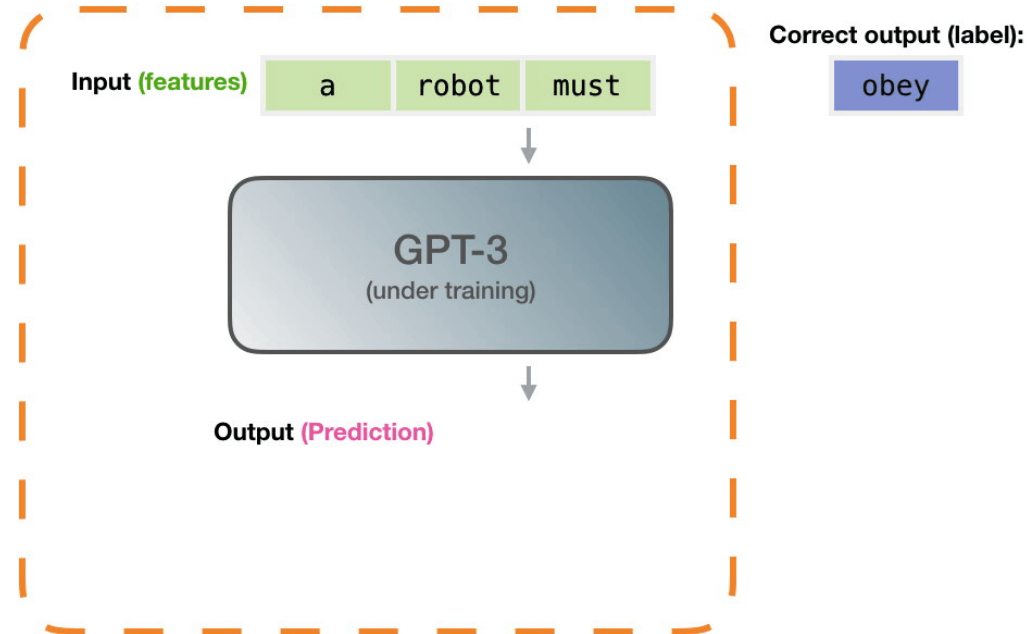 Correct output (label):
Input (features) a robot must obey
GPT-3
(under training)
Output (Prediction)